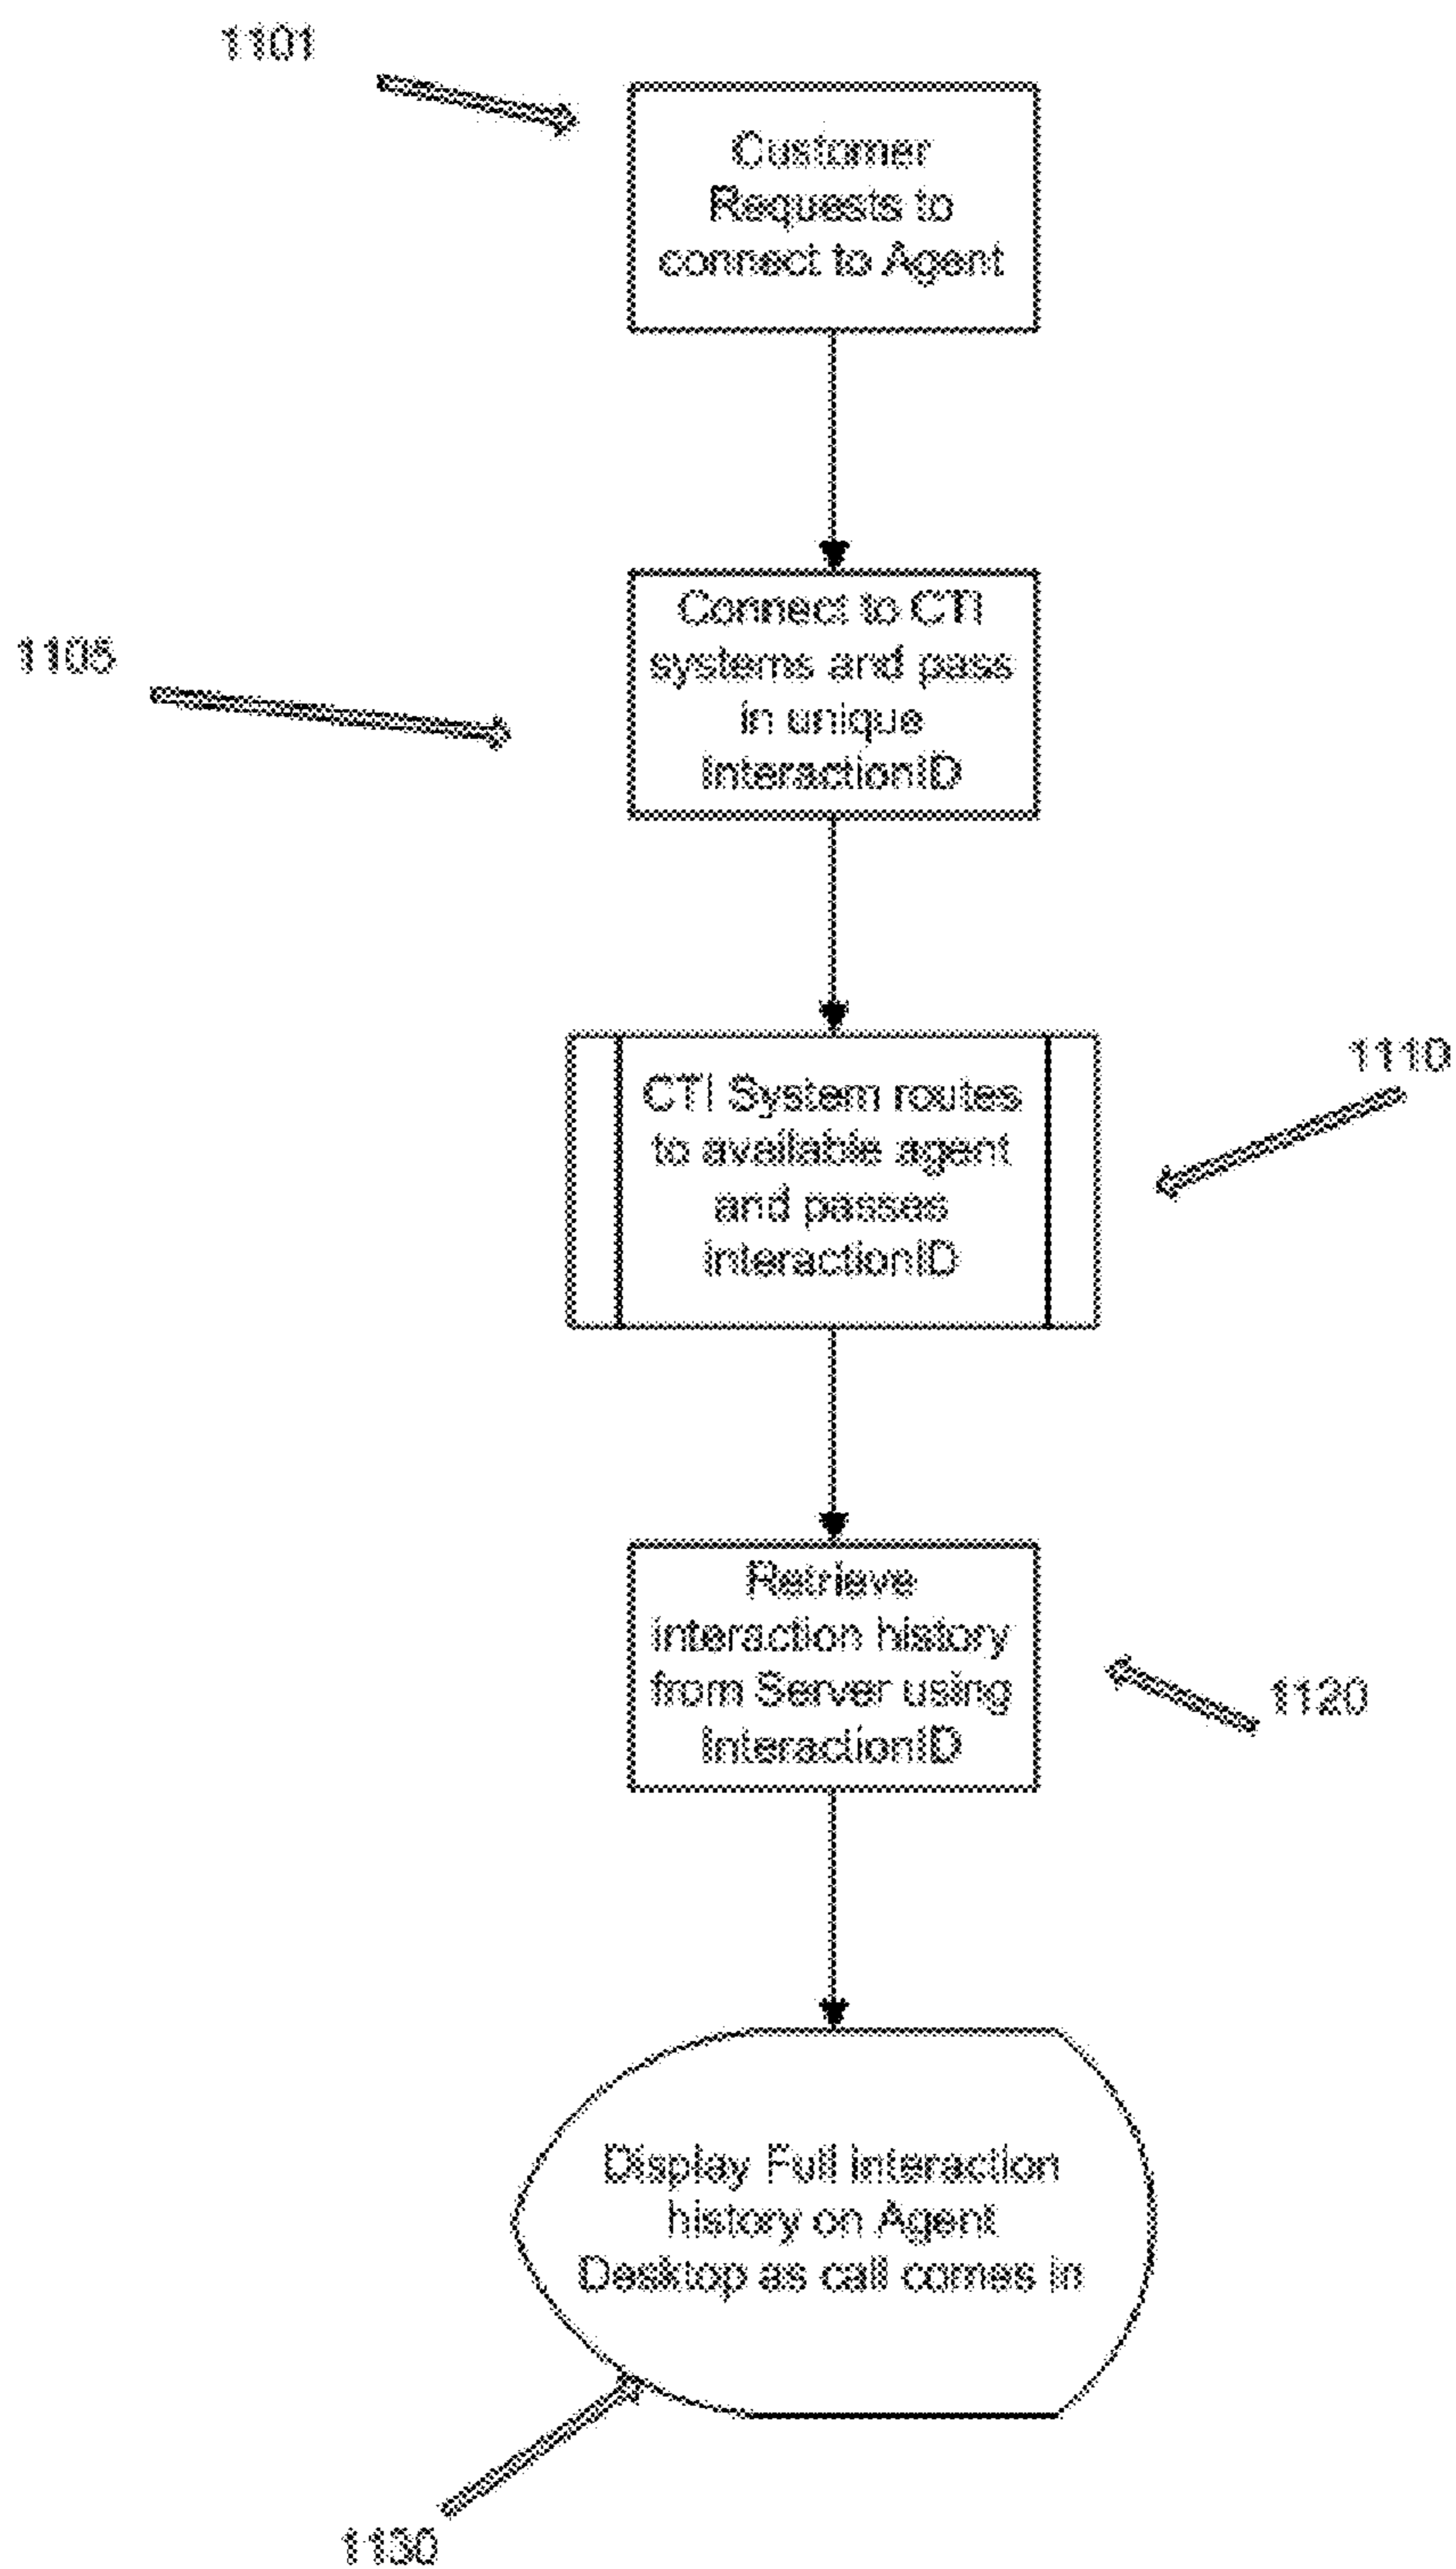 1101
Customer
Requests to
connect to Agent
1105
Connect to CTI
systems and pass
in unique
InteractionID
1110
CTI System routes
to available agent
and passes
interactionID
Retrieve
interaction history
from Server using
InteractionID
1120
Display Full Interaction
history on Agent
Desktop as call comes in
1130